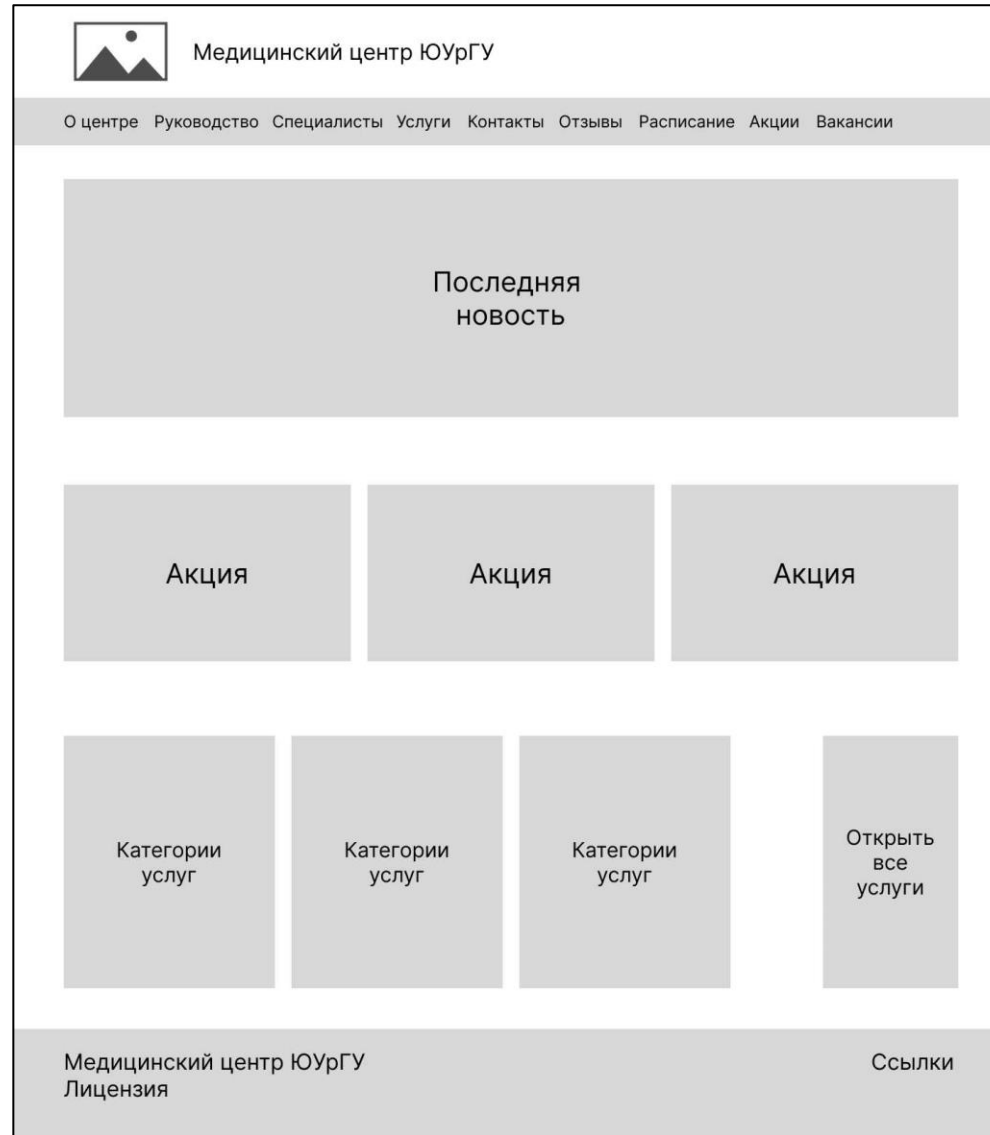 Медицинский центр ЮУрГУ
О центре Руководство Специалисты Услуги Контакты Отзывы Расписание Акции Вакансии
Последняя
новость
Акция
Акция
Акция
Категории
услуг
Категории
услуг
Категории
услуг
Открыть
все
услуги
Медицинский центр ЮУрГУ
Лицензия
Ссылки